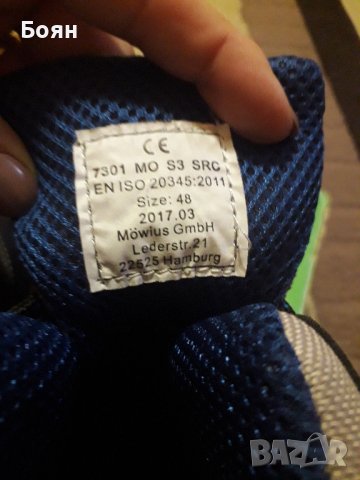 Боян
CE
7301 MO S3 SRC
EN ISO 20345:2011
Size: 48
2017.03
Möwius GmbH
Lederstr.21
22525 Hamburg
BAZAR